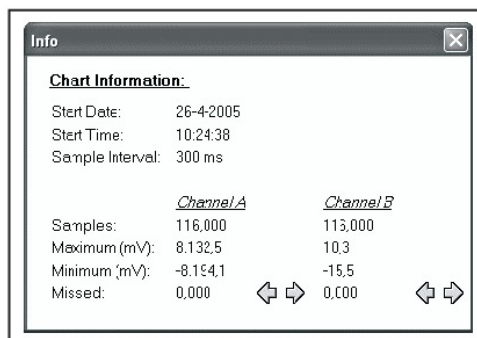 Info
Chart Information:
Start Date: 26-4-2005
Start Time: 10:24:38
Sample Interval: 300 ms
Channel A Channel B
Samples: 116,000 116,000
Maximum (mV): 8.132,5 10,3
Minimum (mV): -8.194,1 -15,5
Missed: 0,000 0,000